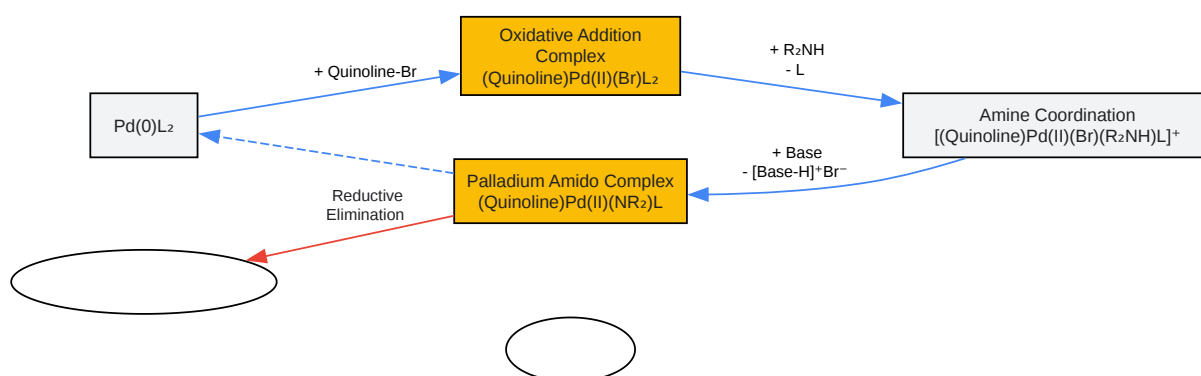 Oxidative Addition
Complex
(Quinoline)Pd(II)(Br)L₂
+ R₂NH
- L
+ Quinoline-Br
Pd(0)L₂
Amine Coordination
[(Quinoline)Pd(II)(Br)(R₂NH)L]⁺
+ Base
- [Base-H]⁺Br⁻
Palladium Amido Complex
(Quinoline)Pd(II)(NR₂)L
Reductive
Elimination